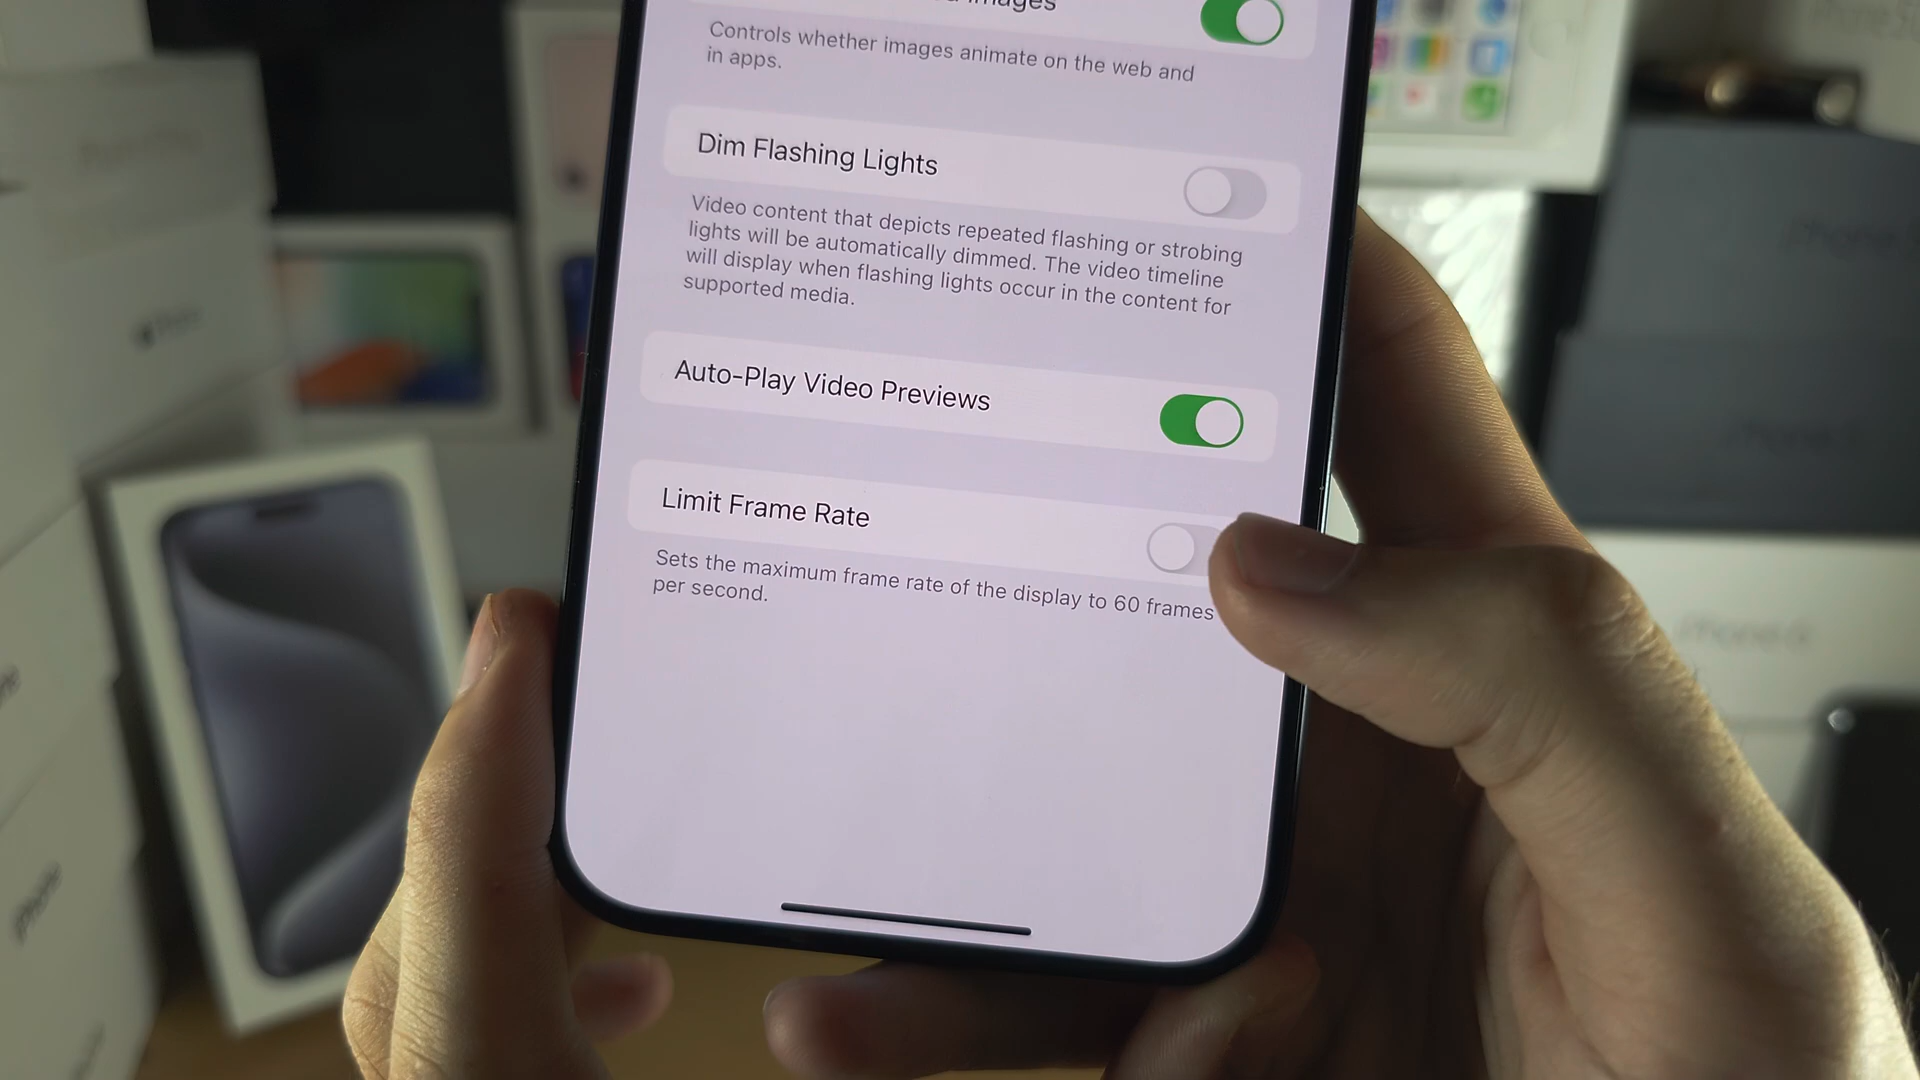 Images
Controls whether images animate on the web and
in apps.
Dim Flashing Lights
Video content that depicts repeated flashing or strobing
lights will be automatically dimmed. The video timeline
will display when flashing lights occur in the content for
supported media.
Auto-Play Video Previews
Limit Frame Rate
Sets the maximum frame rate of the display to 60 frames
per second.
iPhone